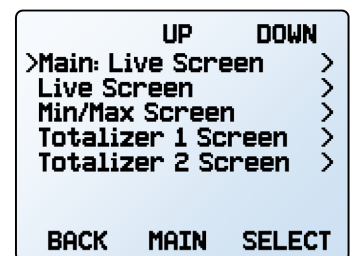 UP DOWN
>Main: Live Screen >
Live Screen >
Min/Max Screen >
Totalizer 1 Screen >
Totalizer 2 Screen >
BACK MAIN SELECT